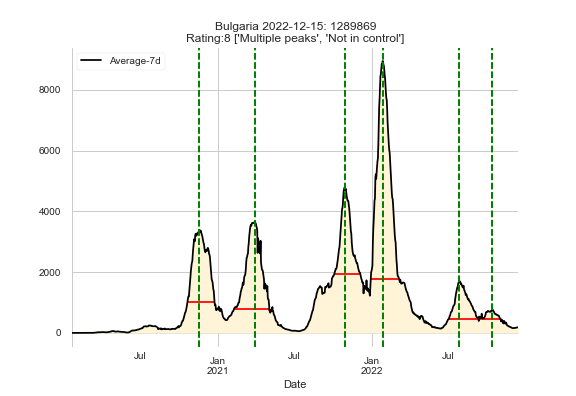 Bulgaria 2022-12-15: 1289869
Rating:8 ['Multiple peaks', 'Not in control']
Average-7d
8000
6000
4000
2000
0
Jul
Jan
2021
Jul
Jan
2022
Jul
Date